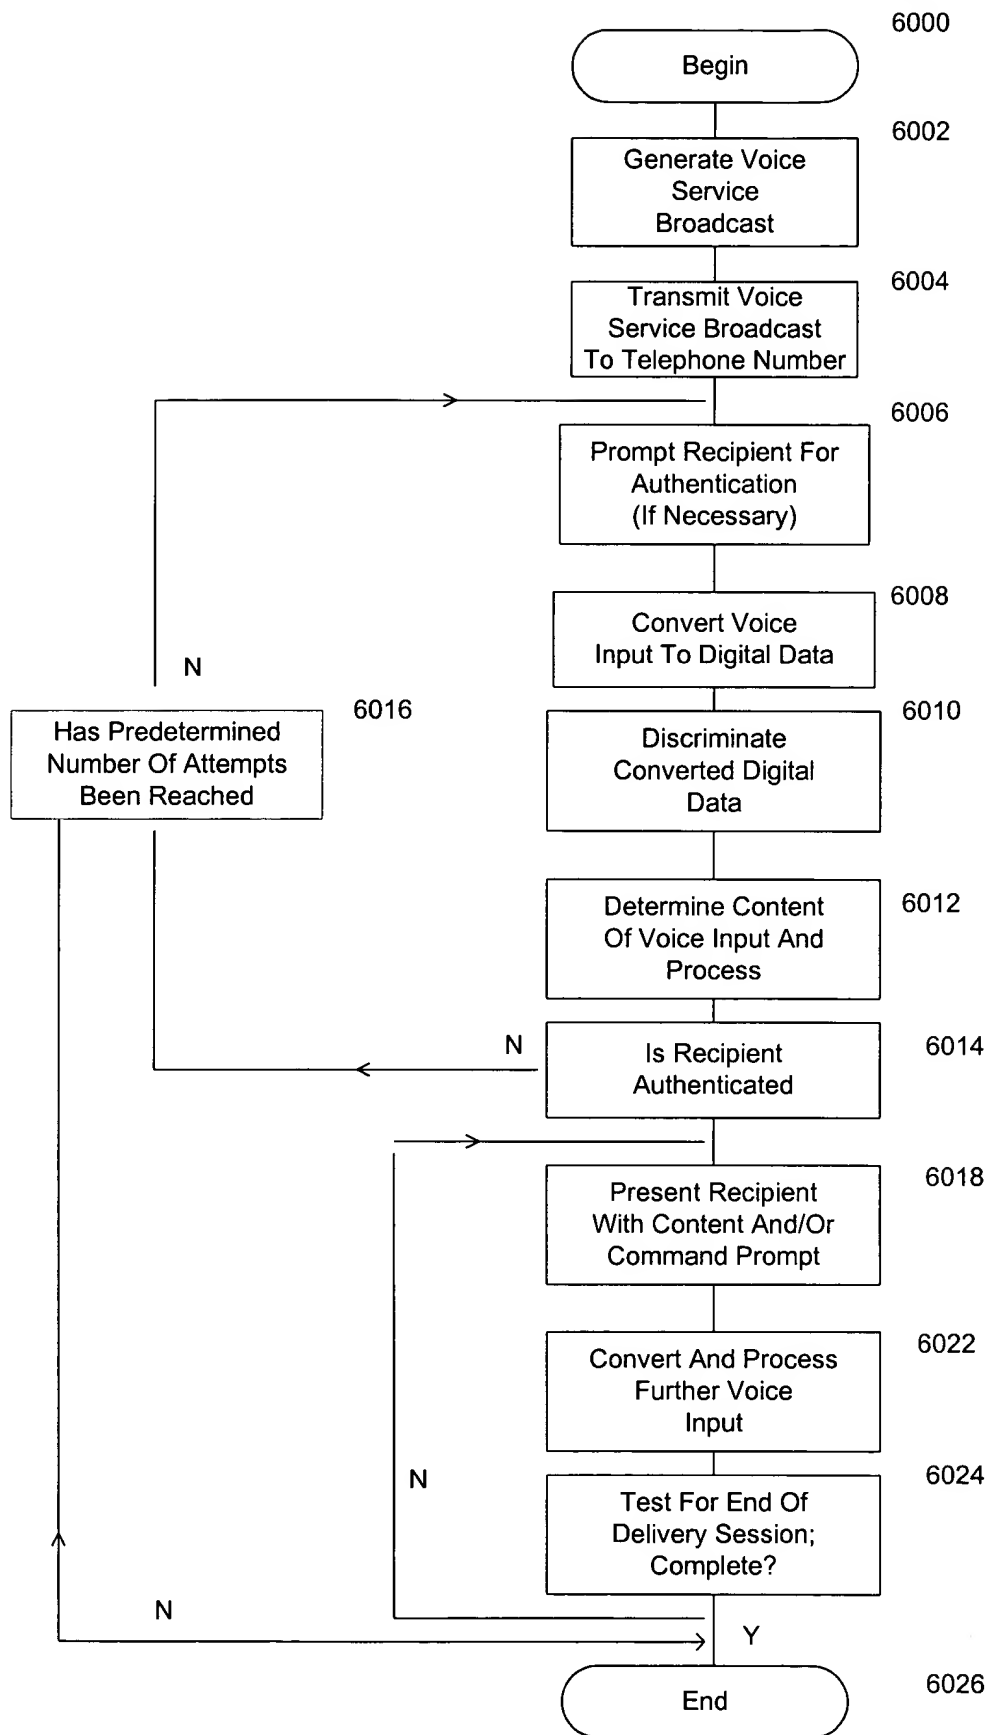 6000
Begin
6002
Generate Voice
Service
Broadcast
6004
Transmit Voice
Service Broadcast
To Telephone Number
6006
Prompt Recipient For
Authentication
(If Necessary)
6008
Convert Voice
Input To Digital Data
N
6016
Has Predetermined
Number Of Attempts
Been Reached
6010
Discriminate
Converted Digital
Data
6012
Determine Content
Of Voice Input And
Process
N
6014
Is Recipient
Authenticated
6018
Present Recipient
With Content And/Or
Command Prompt
6022
Convert And Process
Further Voice
Input
N
6024
Test For End Of
Delivery Session;
Complete?
N
Y
6026
End